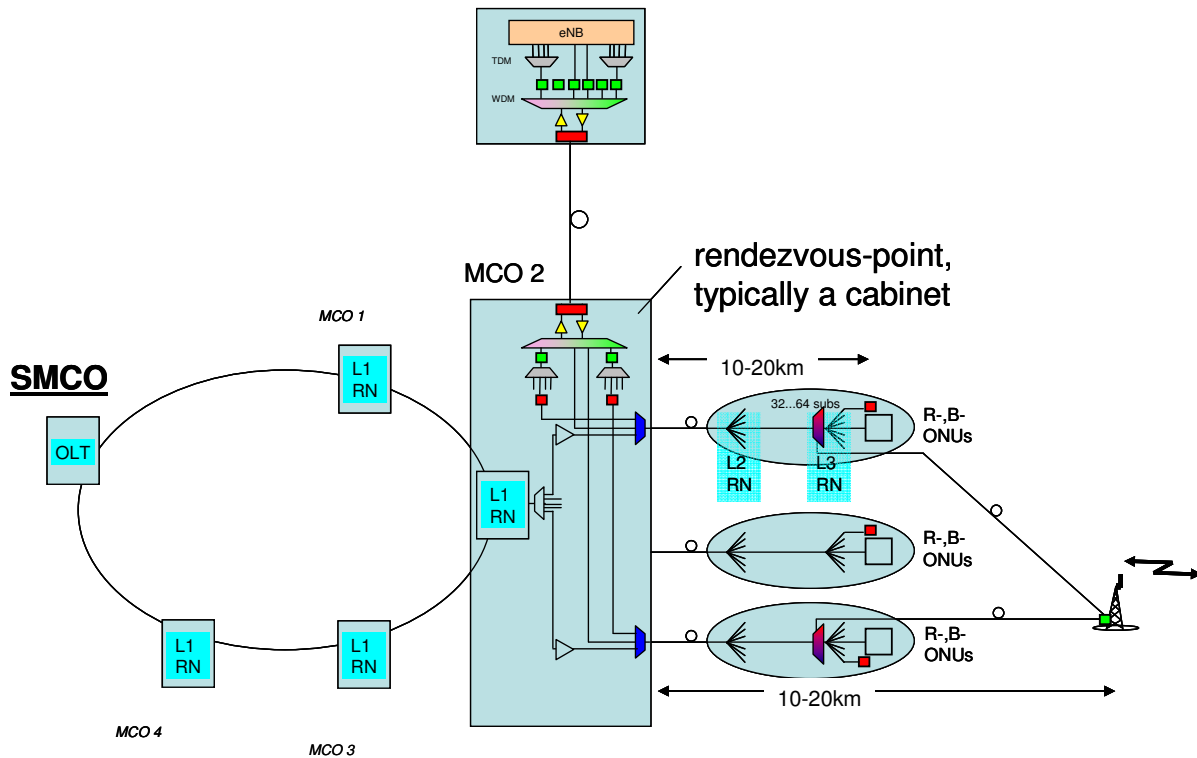 eNB
TDM
WDM
rendezvous-point,
typically a cabinet
MCO 2
MCO 1
10-20km
SMCO
L1
RN
OLT
32...64 subs
R-,B-
ONUs
L2
RN
L3
RN
L1
RN
R-,B-
ONUs
L1
RN
L1
RN
R-,B-
ONUs
10-20km
MCO 4
MCO 3